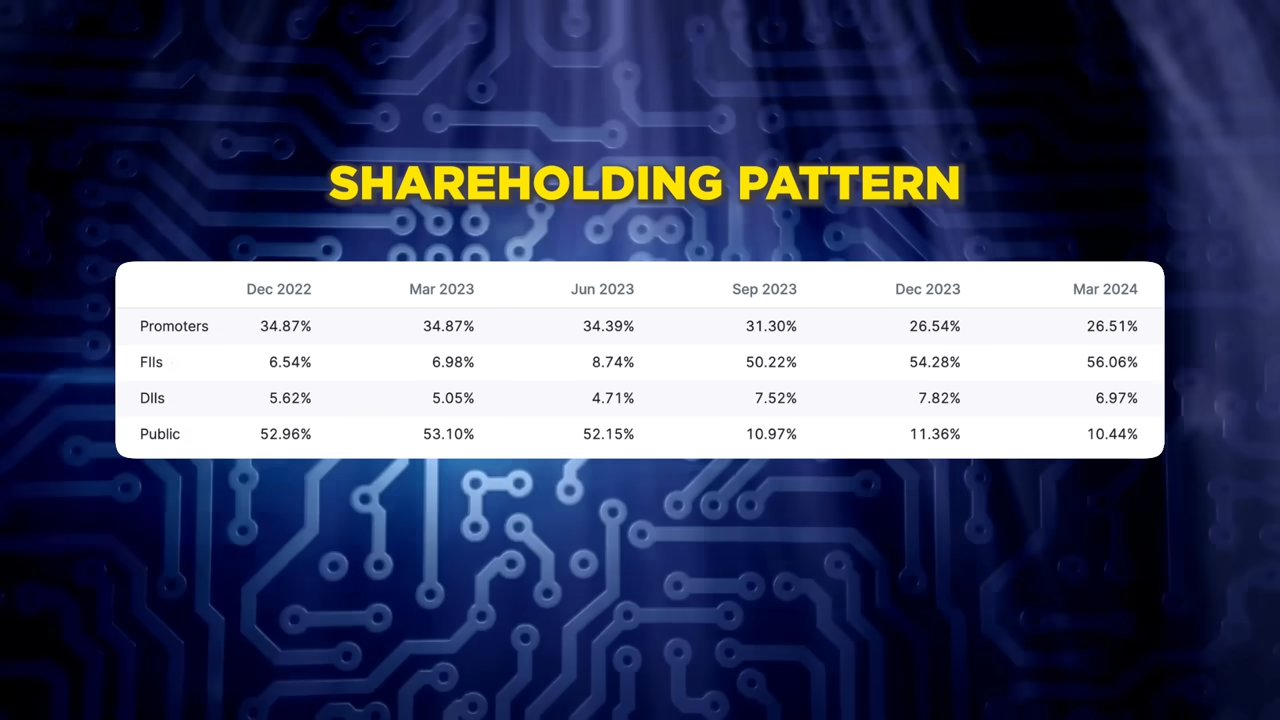 SHAREHOLDING PATTERN
Dec 2022 Mar 2023 Jun 2023 Sep 2023 Dec 2023 Mar 2024
Promoters 34.87% 34.87% 34.39% 31.30% 26.54% 26.51%
FIIs 6.54% 6.98% 8.74% 50.22% 54.28% 56.06%
DIIs 5.62% 5.05% 4.71% 7.52% 7.82% 6.97%
Public 52.96% 53.10% 52.15% 10.97% 11.36% 10.44%